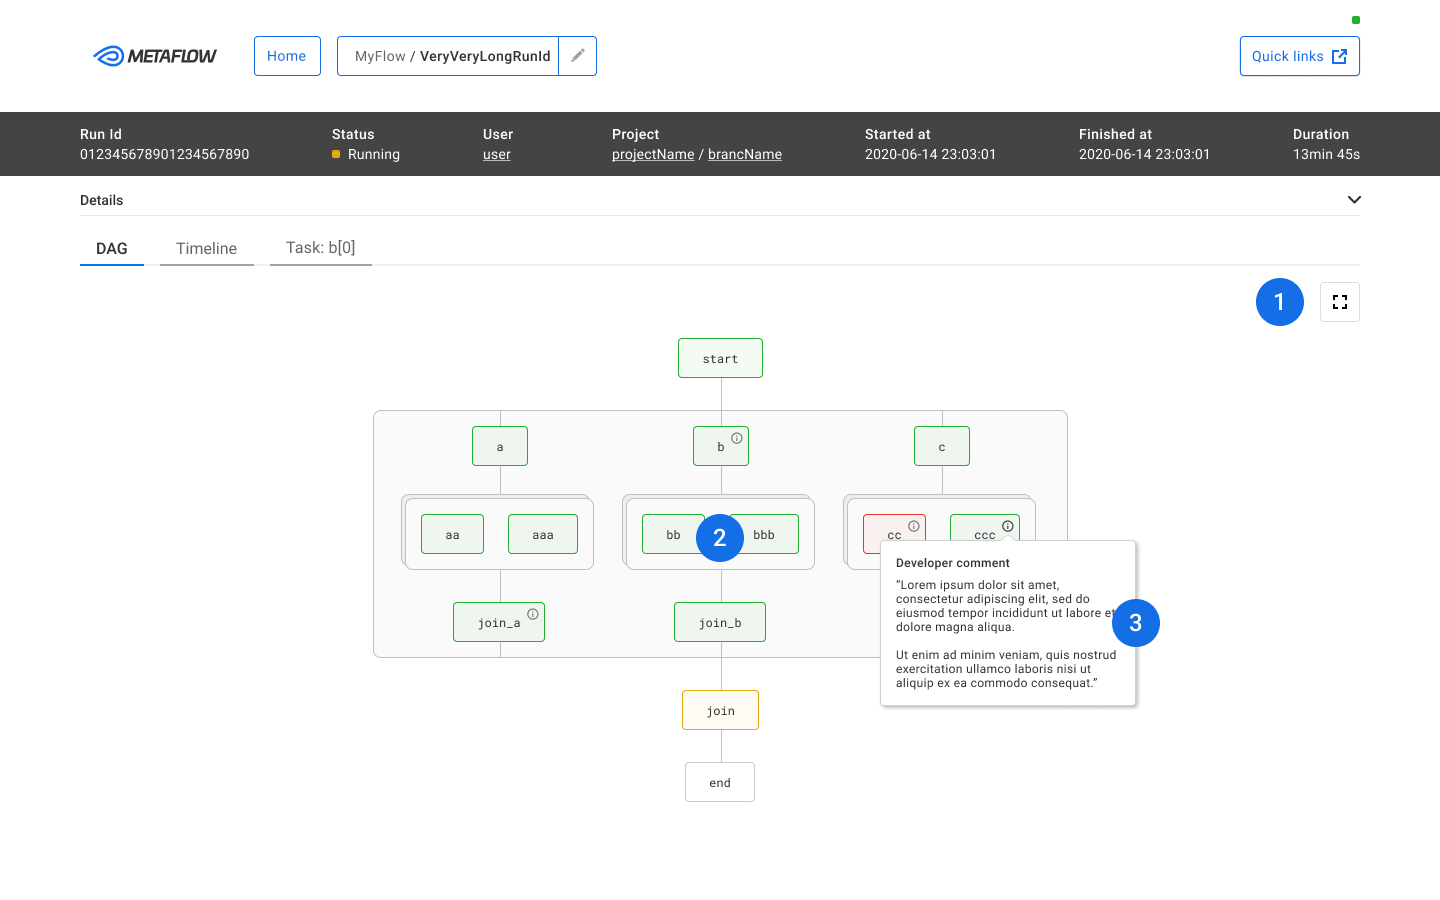 METAFLOW
Home
MyFlow / VeryVeryLongRunId
Quick links
Run Id
012345678901234567890
Status
Running
User
user
Project
projectName / brancName
Started at
2020-06-14 23:03:01
Finished at
2020-06-14 23:03:01
Duration
13min 45s
Details
DAG
Timeline
Task: b[0]
1
start
a
b
c
aa
aaa
bb
2
bbb
cc
ccc
Developer comment
“Lorem ipsum dolor sit amet,
consectetur adipiscing elit, sed do
eiusmod tempor incididunt ut labore et
dolore magna aliqua.
Ut enim ad minim veniam, quis nostrud
exercitation ullamco laboris nisi ut
aliquip ex ea commodo consequat.”
3
join_a
join_b
join
end